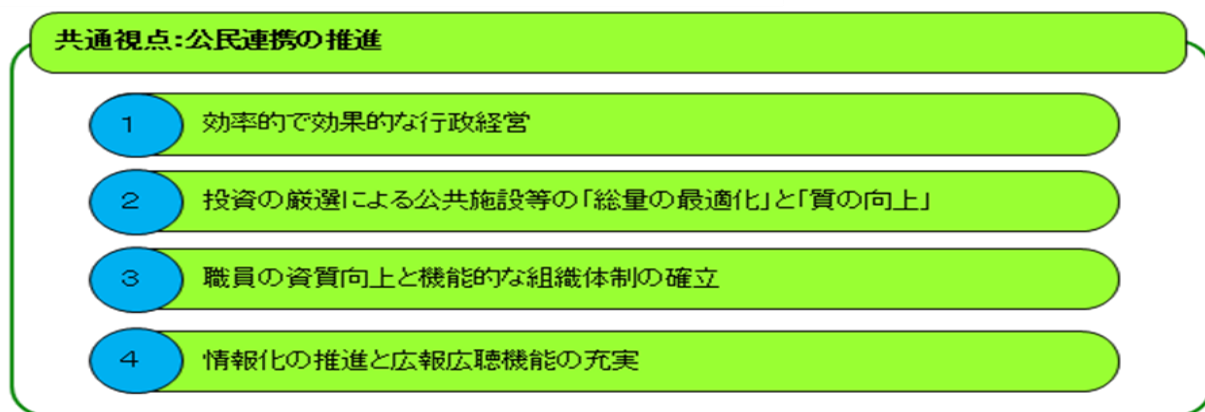 共通視点:公民連携の推進
1 効率的で効果的な行政経営
2 投資の厳選による公共施設等の「総量の最適化」と「質の向上」
3 職員の資質向上と機能的な組織体制の確立
4 情報化の推進と広報広聴機能の充実